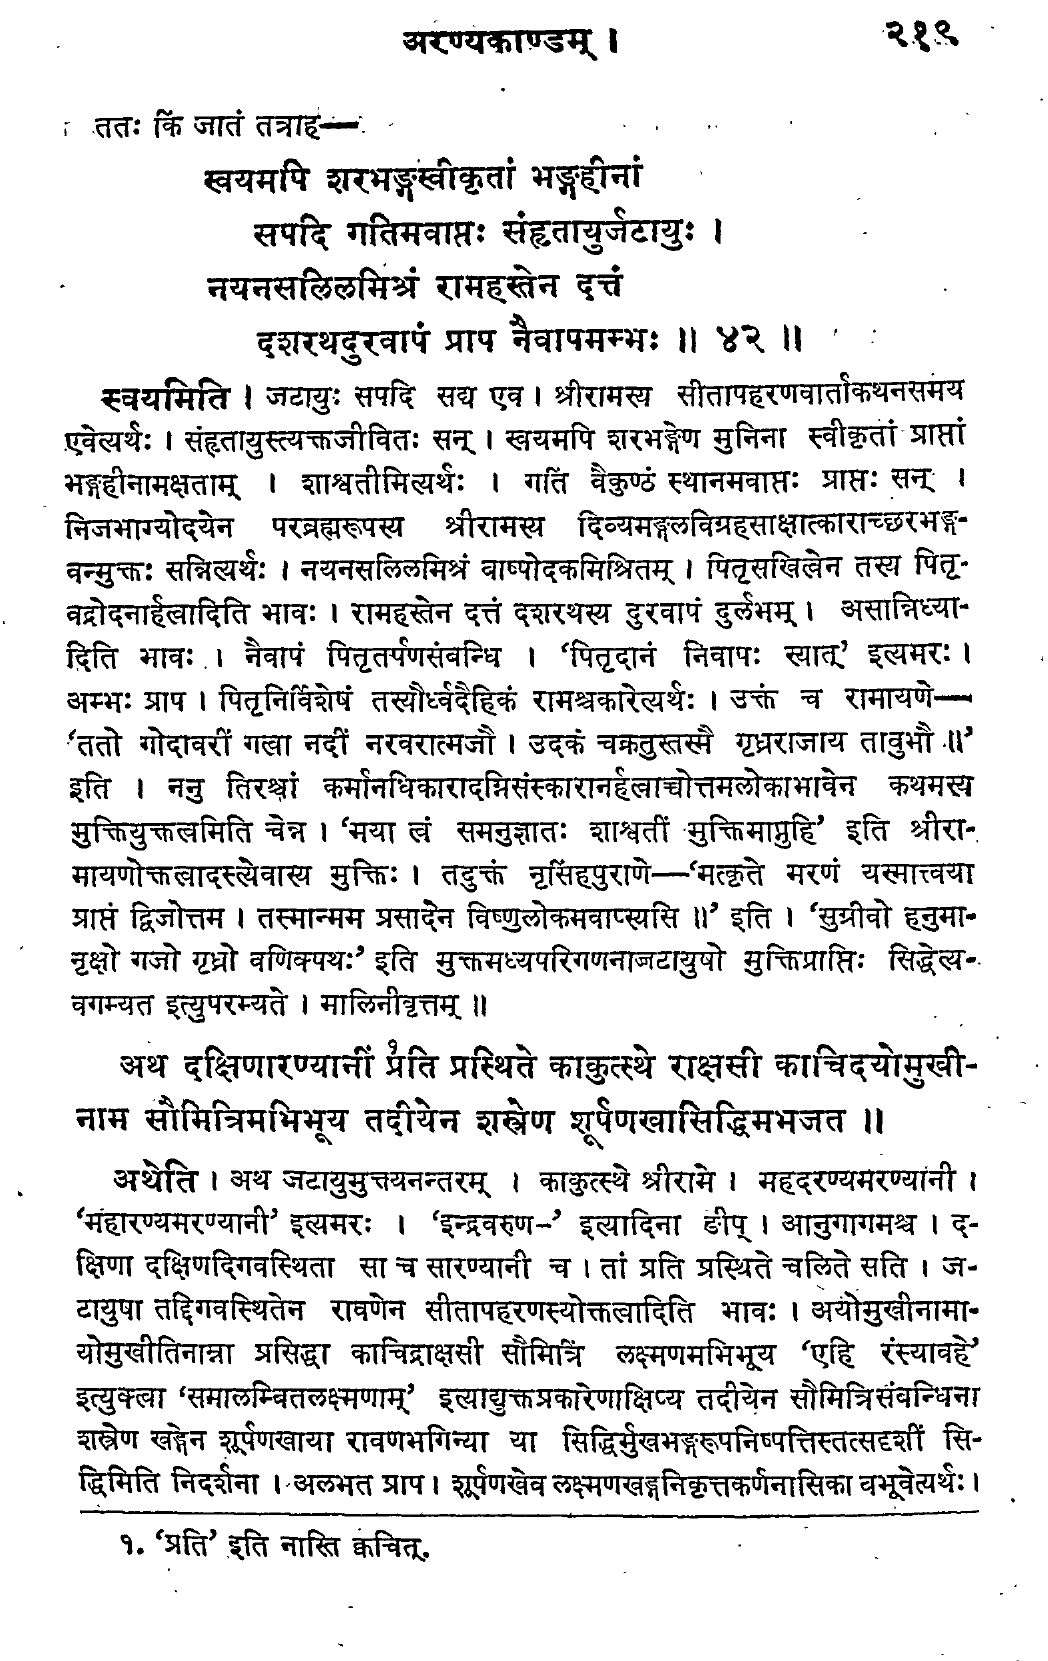 अरण्यकाण्डम् । २१९
ततः किं जातं तत्राह—
स्वयमपि शरभङ्गस्वीकृतां भङ्गहीनां
सपदि गतिमवाप्तः संहृतायुर्जटायुः ।
नयनसलिलमिश्रं रामहस्तेन दत्तं
दशरथदुरवापं प्राप नैवापमम्भः ॥ ४२ ॥
स्वयमिति । जटायुः सपदि सद्य एव । श्रीरामस्य सीतापहरणवार्ताकथनसमय
एवेत्यर्थः । संहृतायुस्त्यक्तजीवितः सन् । स्वयमपि शरभङ्गेण मुनिना स्वीकृतां प्राप्तां
भङ्गहीनामक्षताम् । शाश्वतीमित्यर्थः । गतिं वैकुण्ठं स्थानमवाप्तः प्राप्तः सन् ।
निजभाग्योदयेन परब्रह्मरूपस्य श्रीरामस्य दिव्यमङ्गलविग्रहसाक्षात्काराच्छरभङ्ग-
वन्मुक्तः सन्नित्यर्थः । नयनसलिलमिश्रं वाष्पोदकमिश्रितम् । पितृसखित्वेन तस्य पितृ-
वद्रोदनार्हत्वादिति भावः । रामहस्तेन दत्तं दशरथस्य दुरवापं दुर्लभम् । असान्निध्या-
दिति भावः । नैवापं पितृतर्पणसंबन्धि । ‘पितृदानं निवापः स्यात्’ इत्यमरः ।
अम्भः प्राप । पितृनिर्विशेषं तस्यौर्ध्वदैहिकं रामश्चकारेत्यर्थः । उक्तं च रामायणे—
‘ततो गोदावरीं गत्वा नदीं नरवरात्मजौ । उदकं चक्रतुस्तस्मै गृध्रराजाय तावुभौ ॥’
इति । ननु तिरश्चां कर्मानधिकारादग्निसंस्कारानर्हत्वाच्चोत्तमलोकाभावेन कथमस्य
मुक्तियुक्तत्वमिति चेन्न । ‘मया त्वं समनुज्ञातः शाश्वतीं मुक्तिमाप्नुहि’ इति श्रीरा-
मायणोक्तत्वादस्त्येवास्य मुक्तिः । तदुक्तं नृसिंहपुराणे—‘मत्कृते मरणं यस्मात्त्वया
प्राप्तं द्विजोत्तम । तस्मान्मम प्रसादेन विष्णुलोकमवाप्स्यसि ॥’ इति । ‘सुग्रीवो हनुमा-
नृक्षो गजो गृध्रो वणिक्पथः’ इति मुक्तमध्यपरिगणनाजटायुषो मुक्तिप्राप्तिः सिद्धेत्य-
वगम्यत इत्युपरम्यते । मालिनीवृत्तम् ॥
अथ दक्षिणारण्यानीं १प्रति प्रस्थिते काकुत्स्थे राक्षसी काचिदयोमुखी-
नाम सौमित्रिमभिभूय तदीयेन शस्त्रेण शूर्पणखासिद्धिमभजत ॥
अथेति । अथ जटायुमुक्त्यनन्तरम् । काकुत्स्थे श्रीरामे । महदरण्यमरण्यानी ।
‘महारण्यमरण्यानी’ इत्यमरः । ‘इन्द्रवरुण–’ इत्यादिना ङीप् । आनुगागमश्च । द-
क्षिणा दक्षिणदिगवस्थिता सा च सारण्यानी च । तां प्रति प्रस्थिते चलिते सति । ज-
टायुषा तद्दिगवस्थितेन रावणेन सीतापहरणस्योक्तत्वादिति भावः । अयोमुखीनामा-
योमुखीतिनाम्ना प्रसिद्धा काचिद्राक्षसी सौमित्रिं लक्ष्मणमभिभूय ‘एहि रंस्यावहे’
इत्युक्त्वा ‘समालम्बितलक्ष्मणाम्’ इत्याद्युक्तप्रकारेणाक्षिप्य तदीयेन सौमित्रिसंबन्धिना
शस्त्रेण खड्गेन शूर्पणखाया रावणभगिन्या या सिद्धिर्मुखभङ्गरूपनिष्पत्तिस्तत्सदृशीं सि-
द्धिमिति निदर्शना । अलभत प्राप । शूर्पणखेव लक्ष्मणखड्गनिकृत्तकर्णनासिका बभूवेत्यर्थः ।
१. ‘प्रति’ इति नास्ति क्वचित्.